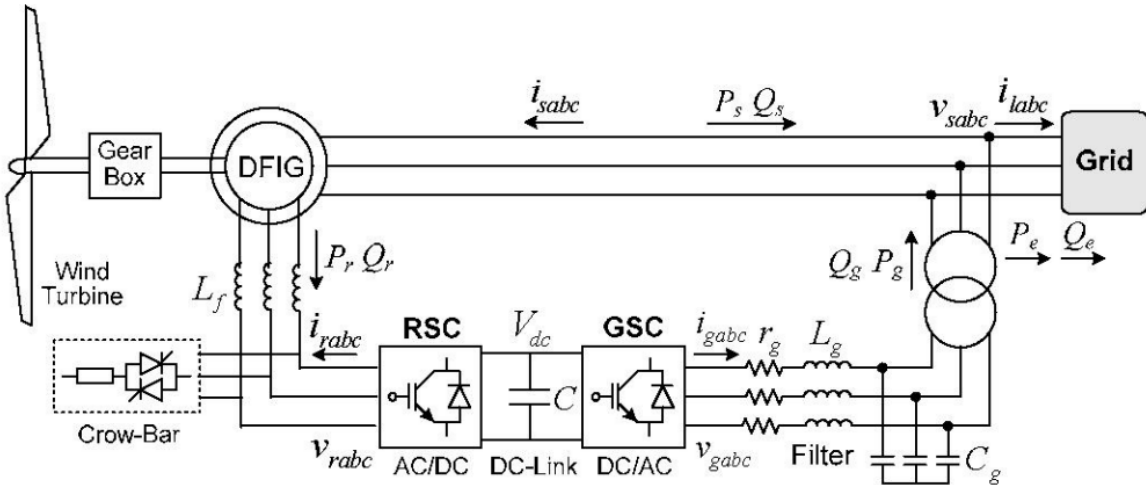 i_sabc
P_s Q_s
v_sabc
i_labc
Gear
Box
DFIG
Grid
P_r Q_r
Q_g P_g
P_e
Q_e
Wind
Turbine
L_f
i_rabc
RSC
V_dc
GSC
i_gabc
r_g
L_g
C
Crow-Bar
v_rabc
AC/DC
DC-Link
DC/AC
v_gabc
Filter
C_g